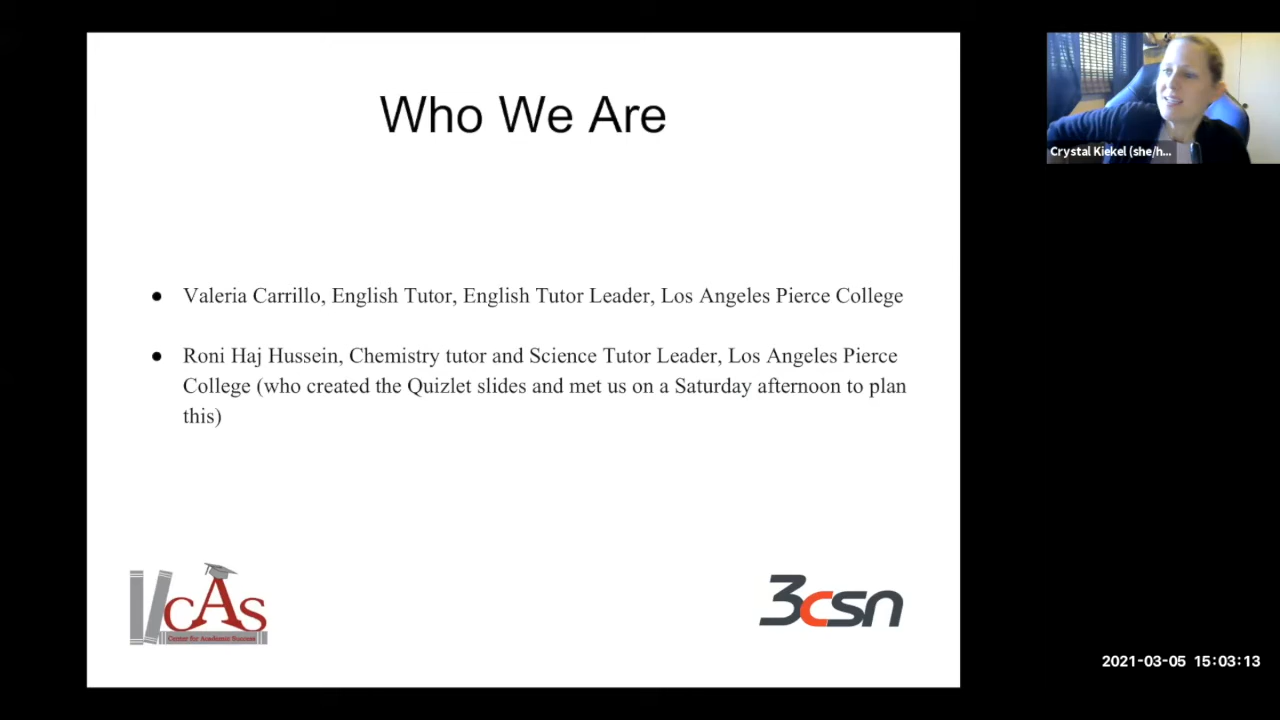 Who We Are
Crystal Kiekel (she/h...
● Valeria Carrillo, English Tutor, English Tutor Leader, Los Angeles Pierce College
● Roni Haj Hussein, Chemistry tutor and Science Tutor Leader, Los Angeles Pierce
College (who created the Quizlet slides and met us on a Saturday afternoon to plan
this)
CAS
Center for Academic Success
3csn
2021-03-05 15:03:13